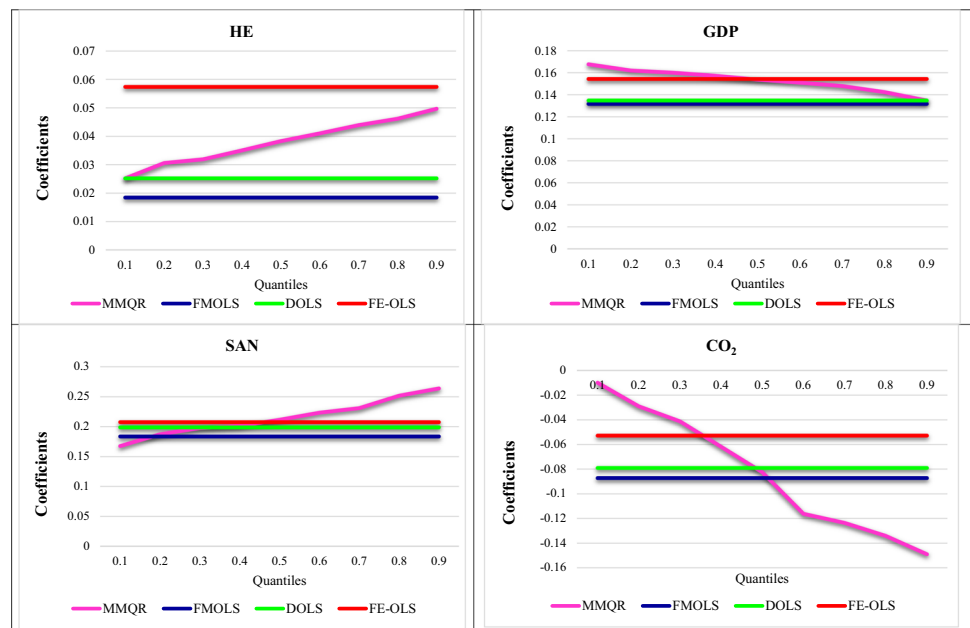 HE
0.07
0.06
0.05
0.04
0.03
0.02
0.01
0
Coefficients
0.1 0.2 0.3 0.4 0.5 0.6 0.7 0.8 0.9
Quantiles
MMQR FMOLS DOLS FE-OLS
GDP
0.18
0.16
0.14
0.12
0.1
0.08
0.06
0.04
0.02
0
Coefficients
0.1 0.2 0.3 0.4 0.5 0.6 0.7 0.8 0.9
Quantiles
MMQR FMOLS DOLS FE-OLS
SAN
0.3
0.25
0.2
0.15
0.1
0.05
0
Coefficients
0.1 0.2 0.3 0.4 0.5 0.6 0.7 0.8 0.9
Quantiles
MMQR FMOLS DOLS FE-OLS
CO₂
0
-0.02
-0.04
-0.06
-0.08
-0.1
-0.12
-0.14
-0.16
Coefficients
0.1 0.2 0.3 0.4 0.5 0.6 0.7 0.8 0.9
Quantiles
MMQR FMOLS DOLS FE-OLS